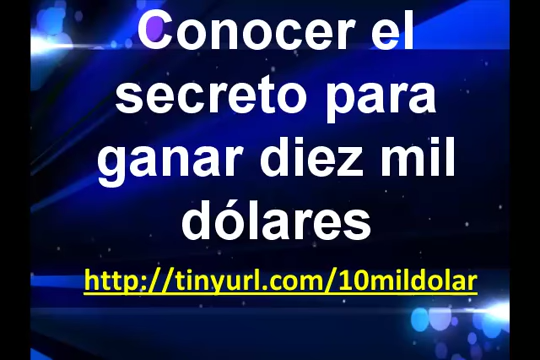 Conocer el
secreto para
ganar diez mil
dólares
http://tinyurl.com/10mildolar